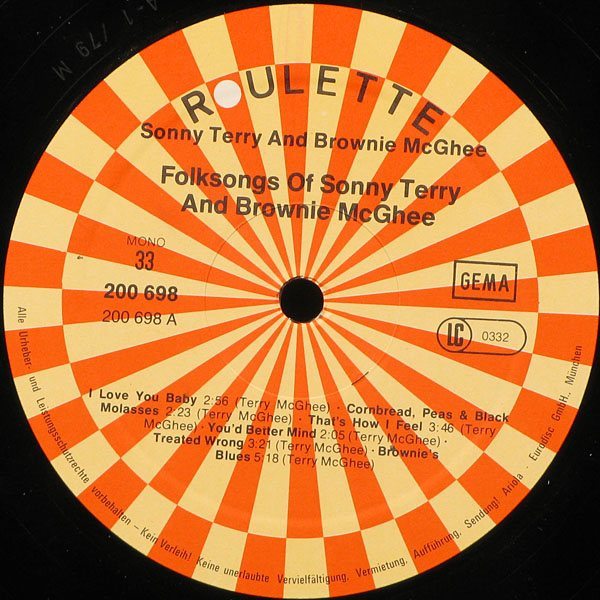 A-1 /79 M
ROULETTE
Sonny Terry And Brownie McGhee
Folksongs Of Sonny Terry
And Brownie McGhee
MONO
33
200 698
200 698 A
GEMA
LC 0332
I Love You Baby 2:56 (Terry McGhee) · Cornbread, Peas & Black
Molasses 2:23 (Terry McGhee) · That's How I Feel 3:46 (Terry
McGhee) · You'd Better Mind 2:05 (Terry McGhee) ·
Treated Wrong 3:21 (Terry McGhee) · Brownie's
Blues 5:18 (Terry McGhee)
Alle Urheber- und Leistungsschutzrechte vorbehalten – Kein Verleih! Keine unerlaubte Vervielfältigung, Vermietung, Aufführung, Sendung! Ariola - Eurodisc GmbH., München